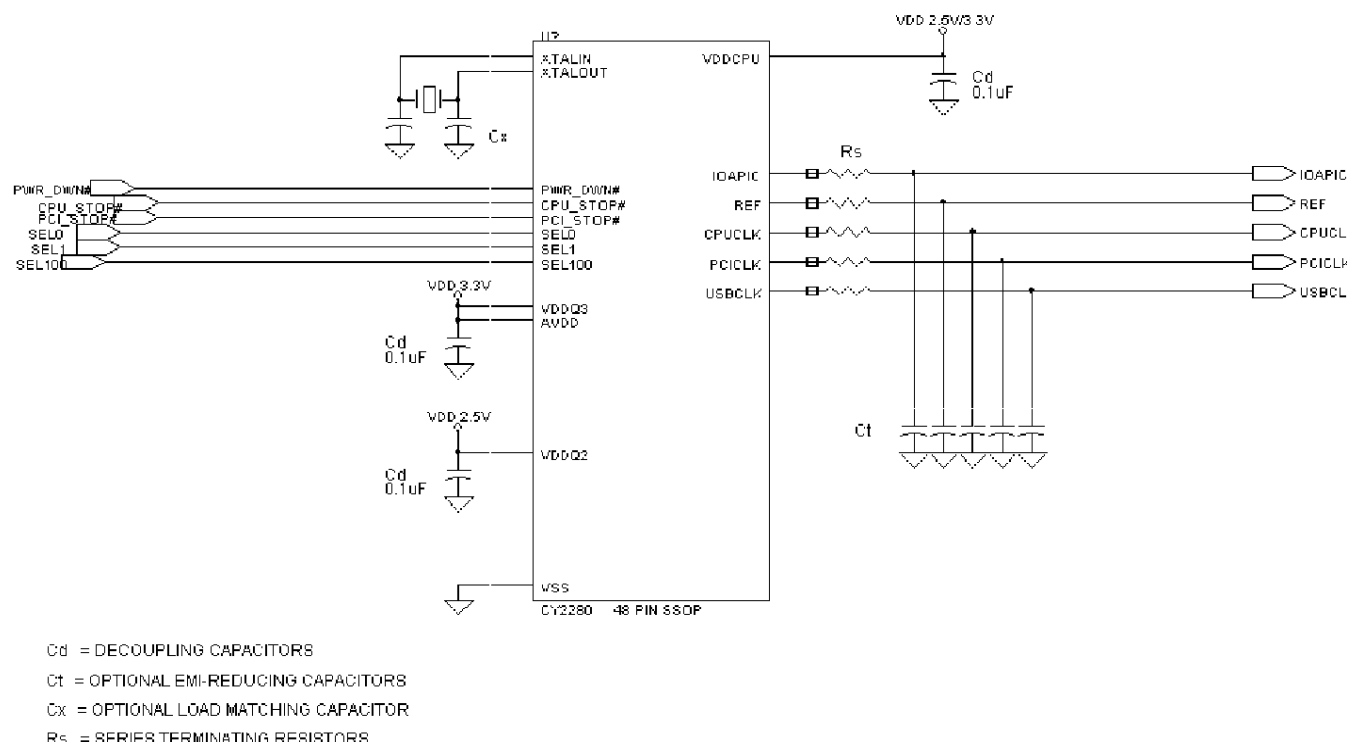 VDD 2.5V/3.3V
U?
XTALIN
XTALOUT
VDDCPU
Cd
0.1uF
Cx
Rs
PWR_DWN#
CPU_STOP#
PCI_STOP#
SEL0
SEL1
SEL100
PWR_DWN#
CPU_STOP#
PCI_STOP#
SEL0
SEL1
SEL100
IOAPIC
REF
CPUCLK
PCICLK
USBCLK
IOAPIC
REF
CPUCL
PCICLK
USBCL
VDD 3.3V
VDDQ3
AVDD
Cd
0.1uF
VDD 2.5V
VDDQ2
Cd
0.1uF
Ct
VSS
CY2280 48 PIN SSOP
Cd = DECOUPLING CAPACITORS
Ct = OPTIONAL EMI-REDUCING CAPACITORS
Cx = OPTIONAL LOAD MATCHING CAPACITOR
Rs = SERIES TERMINATING RESISTORS